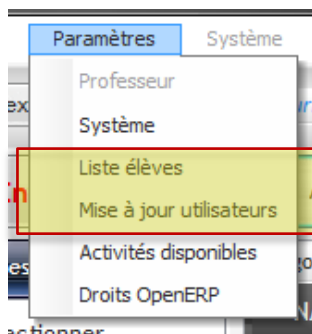 Paramètres Système
Professeur
Système
Liste élèves
Mise à jour utilisateurs
Activités disponibles
Droits OpenERP